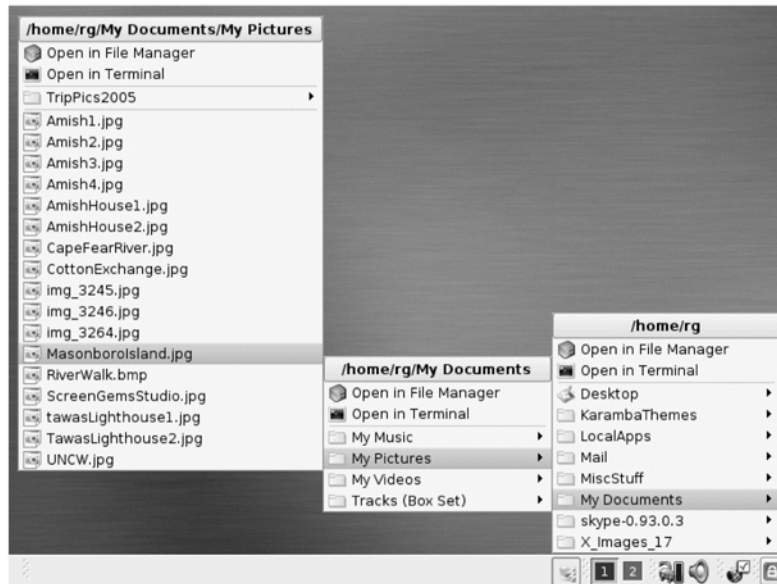 /home/rg/My Documents/My Pictures
Open in File Manager
Open in Terminal
TripPics2005
Amish1.jpg
Amish2.jpg
Amish3.jpg
Amish4.jpg
AmishHouse1.jpg
AmishHouse2.jpg
CapeFearRiver.jpg
CottonExchange.jpg
img_3245.jpg
img_3246.jpg
img_3264.jpg
MasonboroIsland.jpg
RiverWalk.bmp
ScreenGemsStudio.jpg
tawasLighthouse1.jpg
TawasLighthouse2.jpg
UNCW.jpg
/home/rg/My Documents
Open in File Manager
Open in Terminal
My Music
My Pictures
My Videos
Tracks (Box Set)
/home/rg
Open in File Manager
Open in Terminal
Desktop
KarambaThemes
LocalApps
Mail
MiscStuff
My Documents
skype-0.93.0.3
X_Images_17
1 2